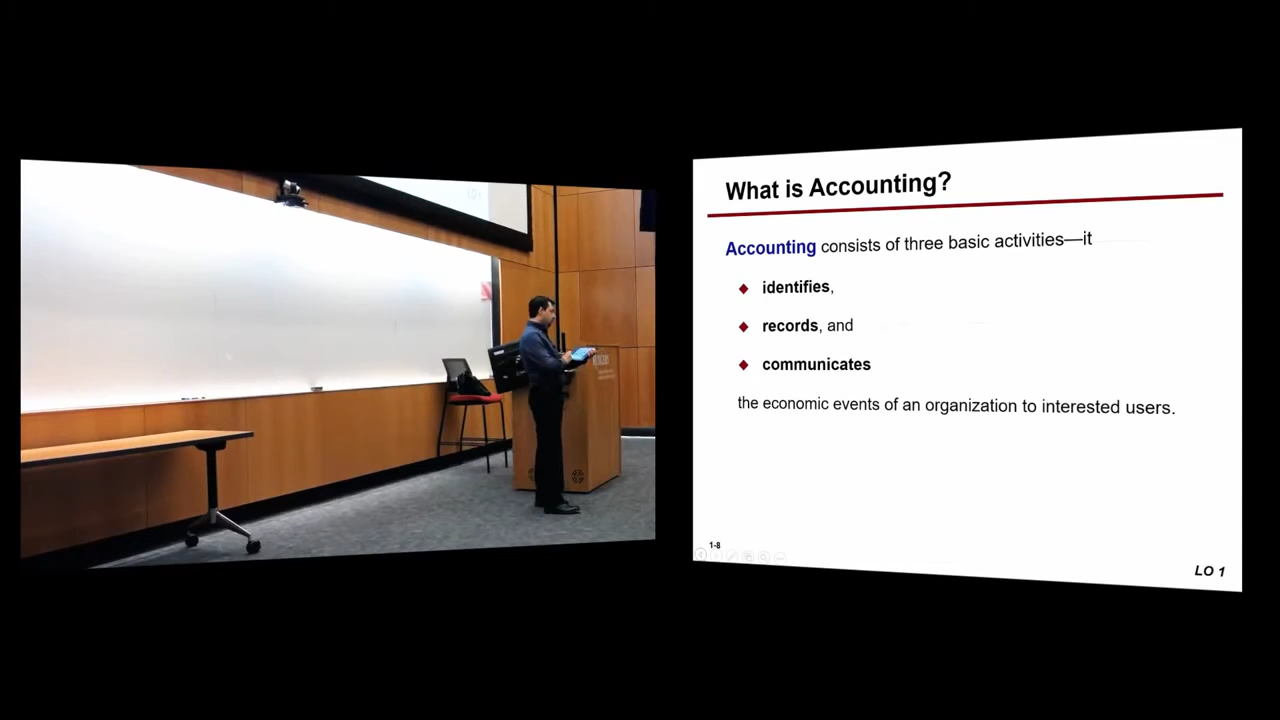 What is Accounting?
Accounting consists of three basic activities—it
identifies,
records, and
communicates
the economic events of an organization to interested users.
1-8
LO 1